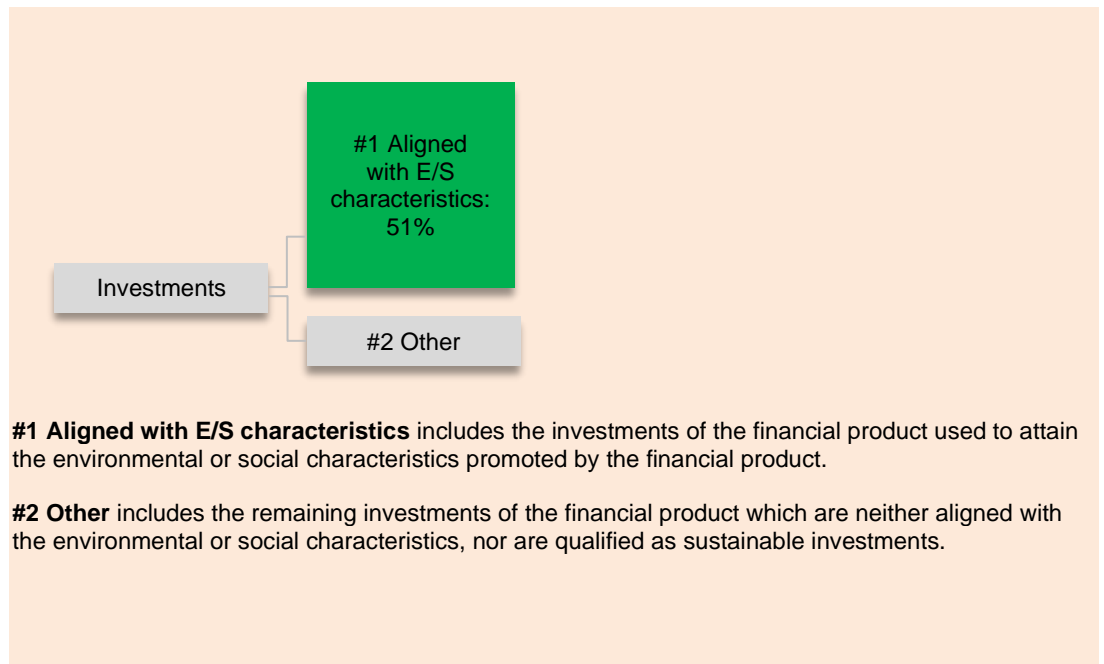 #1 Aligned
with E/S
characteristics:
51%
Investments
#2 Other
#1 Aligned with E/S characteristics includes the investments of the financial product used to attain
the environmental or social characteristics promoted by the financial product.
#2 Other includes the remaining investments of the financial product which are neither aligned with
the environmental or social characteristics, nor are qualified as sustainable investments.